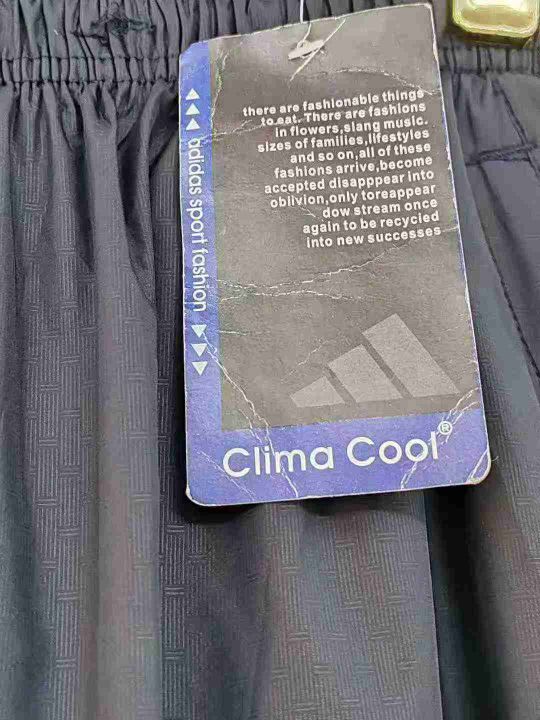 there are fashionable things
to eat. There are fashions
in flowers,slang music.
sizes of families,lifestyles
and so on,all of these
fashions arrive,become
accepted disapppear into
oblivion,only toreappear
dow stream once
again to be recycled
into new successes
adidas sport fashion
Clima Cool®